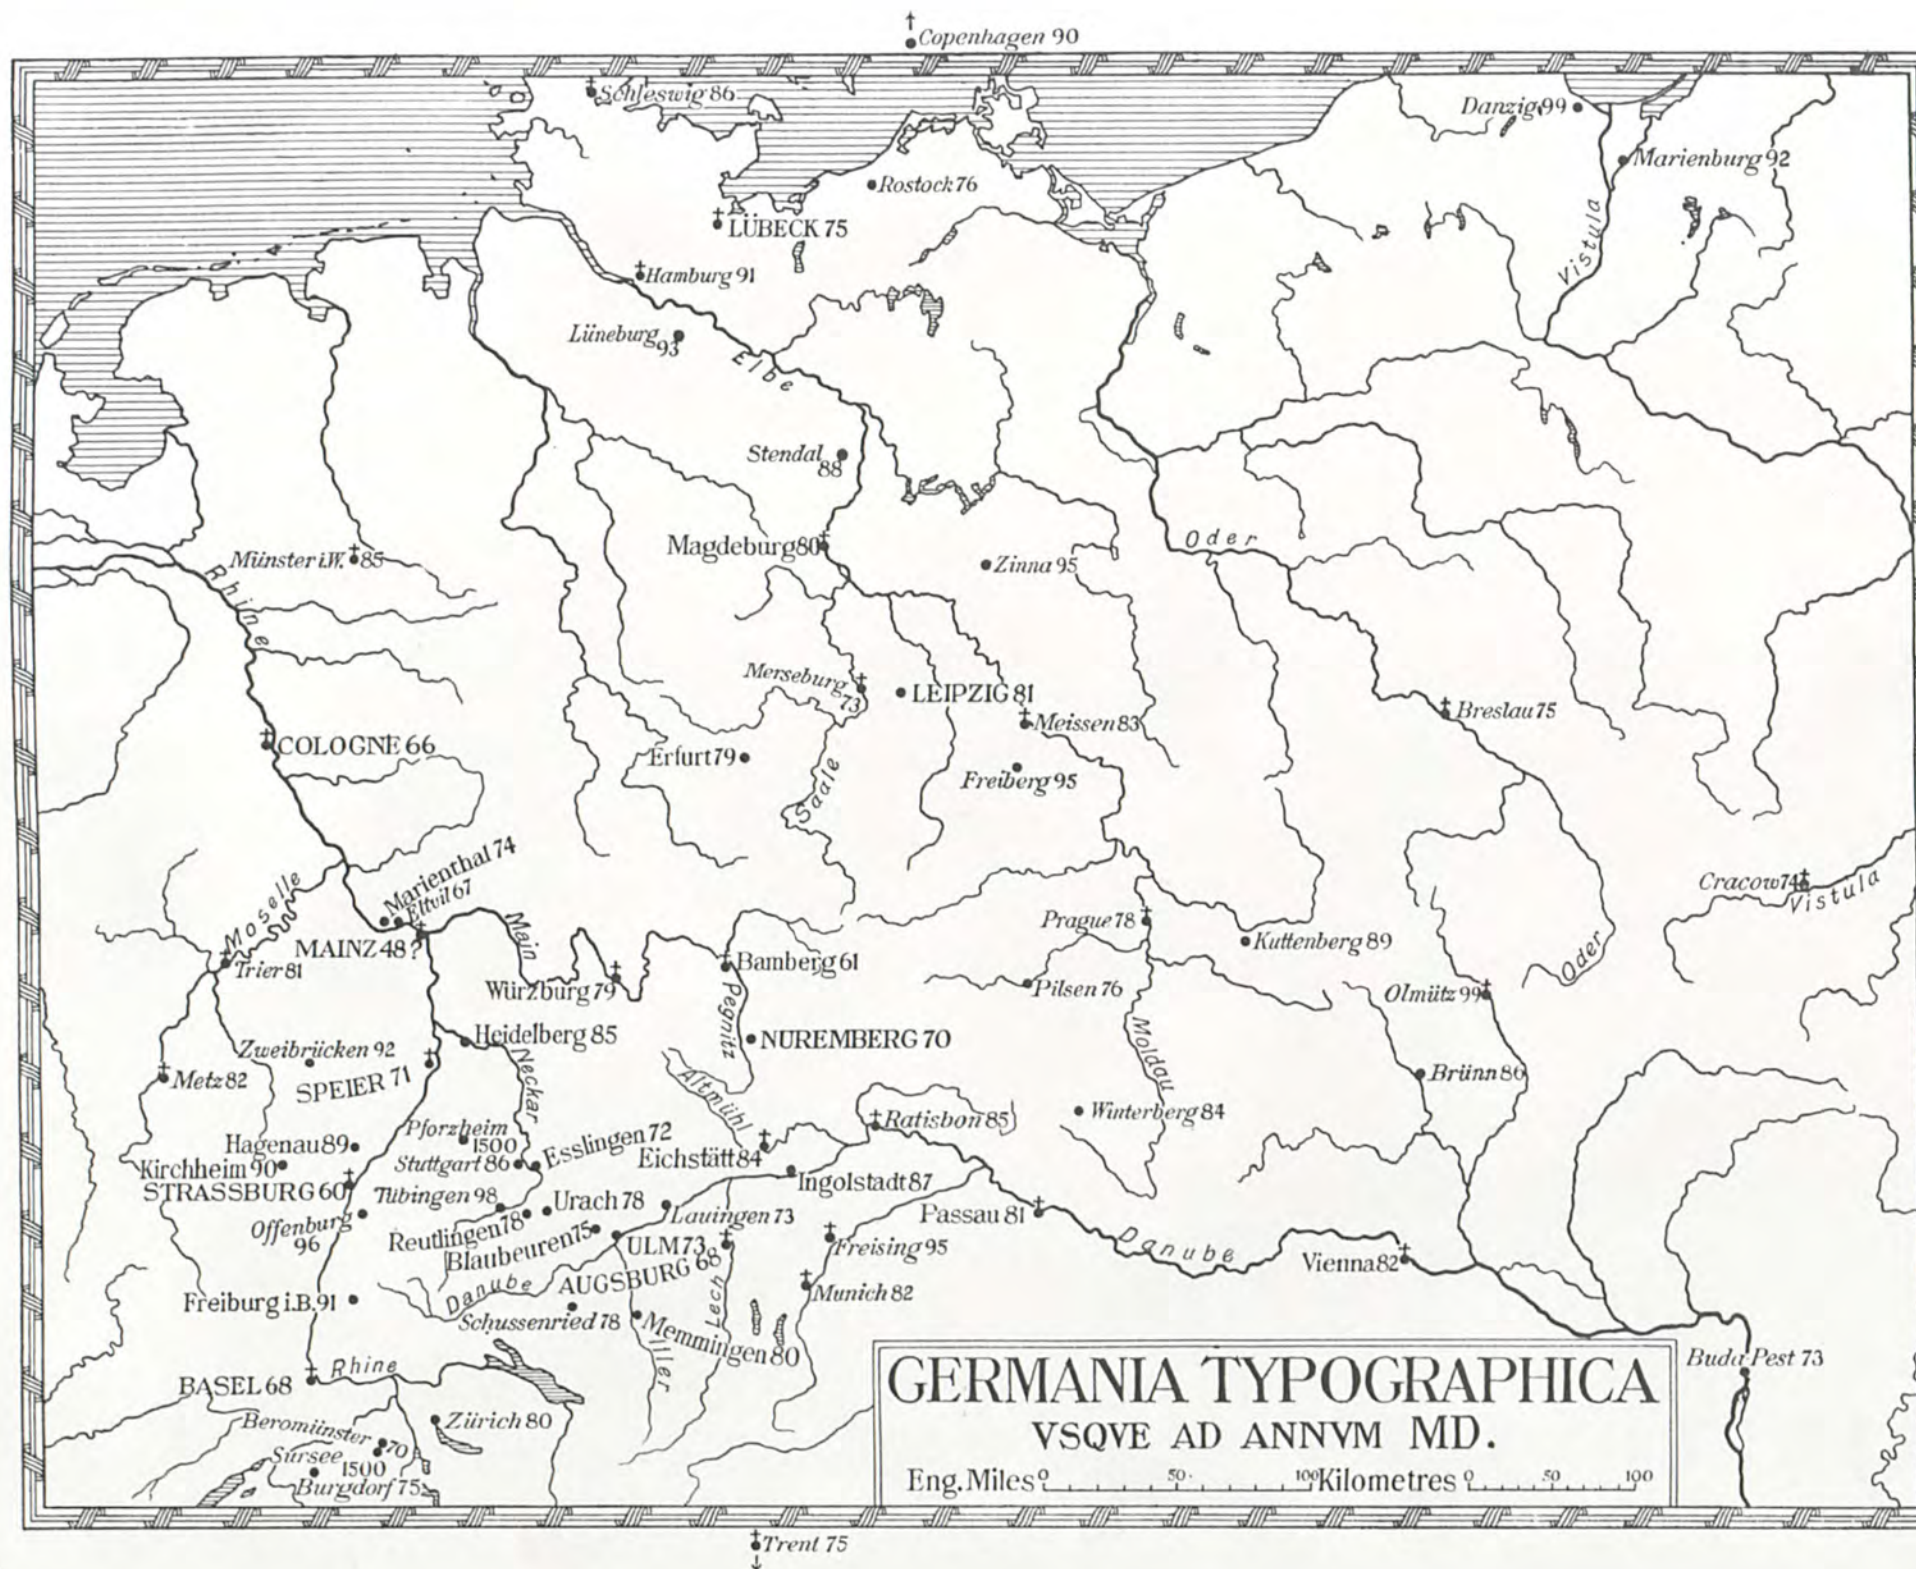 Copenhagen 90
Schleswig 86
Danzig 99
Marienburg 92
Rostock 76
LÜBECK 75
Vistula
Hamburg 91
Lüneburg
93
Elbe
Stendal
88
Magdeburg 80
Oder
Münster i.W. 85
Zinna 95
Rhine
Merseburg
73
LEIPZIG 81
Meissen 83
Breslau 75
COLOGNE 66
Erfurt 79
Saale
Freiberg 95
Marienthal 74
Eltvil 67
Cracow 74
Vistula
Moselle
Main
Prague 78
Kuttenberg 89
MAINZ 48?
Trier 81
Bamberg 61
Oder
Würzburg 79
Pilsen 76
Olmütz 99
Pegnitz
Heidelberg 85
NUREMBERG 70
Moldau
Zweibrücken 92
Neckar
Metz 82
SPEIER 71
Altmühl
Brünn 86
Winterberg 84
Ratisbon 85
Pforzheim
1500
Hagenau 89
Esslingen 72
Kirchheim 90
Stuttgart 86
Eichstätt 84
STRASSBURG 60
Tübingen 98
Urach 78
Ingolstadt 87
Offenburg
96
Reutlingen 78
Lauingen 73
Passau 81
Blaubeuren 75
ULM 73
Freising 95
Danube
Vienna 82
AUGSBURG 68
Danube
Freiburg i.B. 91
Lech
Munich 82
Schussenried 78
Memmingen 80
Iller
GERMANIA TYPOGRAPHICA
VSQVE AD ANNVM MD.
Eng. Miles 0 50 100 Kilometres 0 50 100
Buda Pest 73
Rhine
BASEL 68
Beromünster
70
Zürich 80
Sursee
1500
Burgdorf 75
Trent 75